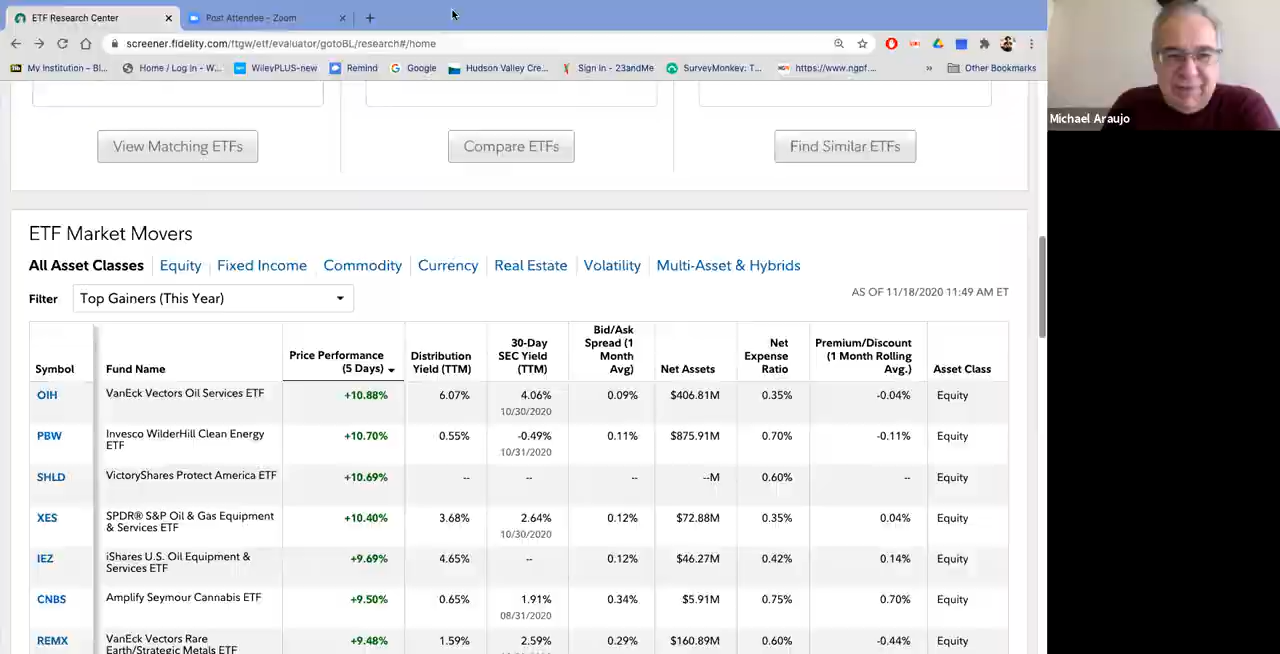 ETF Research Center
Post Attendee - Zoom
screener.fidelity.com/ftgw/etf/evaluator/gotoBL/research#/home
My Institution - Bl...
Home / Log In - W...
WileyPLUS-new
Remind
Google
Hudson Valley Cre...
Sign In - 23andMe
SurveyMonkey: T...
https://www.ngpf....
»
Other Bookmarks
Michael Araujo
View Matching ETFs
Compare ETFs
Find Similar ETFs
ETF Market Movers
All Asset Classes Equity Fixed Income Commodity Currency Real Estate Volatility Multi-Asset & Hybrids
Filter Top Gainers (This Year) AS OF 11/18/2020 11:49 AM ET
Symbol
Fund Name
Price Performance
(5 Days)
Distribution
Yield (TTM)
30-Day
SEC Yield
(TTM)
Bid/Ask
Spread (1
Month
Avg)
Net Assets
Net
Expense
Ratio
Premium/Discount
(1 Month Rolling
Avg.)
Asset Class
OIH VanEck Vectors Oil Services ETF +10.88% 6.07% 4.06% 0.09% $406.81M 0.35% -0.04% Equity
10/30/2020
PBW Invesco WilderHill Clean Energy +10.70% 0.55% -0.49% 0.11% $875.91M 0.70% -0.11% Equity
ETF 10/31/2020
SHLD VictoryShares Protect America ETF +10.69% -- -- -- --M 0.60% -- Equity
XES SPDR® S&P Oil & Gas Equipment +10.40% 3.68% 2.64% 0.12% $72.88M 0.35% 0.04% Equity
& Services ETF 10/30/2020
IEZ iShares U.S. Oil Equipment & +9.69% 4.65% -- 0.12% $46.27M 0.42% 0.14% Equity
Services ETF
CNBS Amplify Seymour Cannabis ETF +9.50% 0.65% 1.91% 0.34% $5.91M 0.75% 0.70% Equity
08/31/2020
REMX VanEck Vectors Rare +9.48% 1.59% 2.59% 0.29% $160.89M 0.60% -0.44% Equity
Earth/Strategic Metals ETF